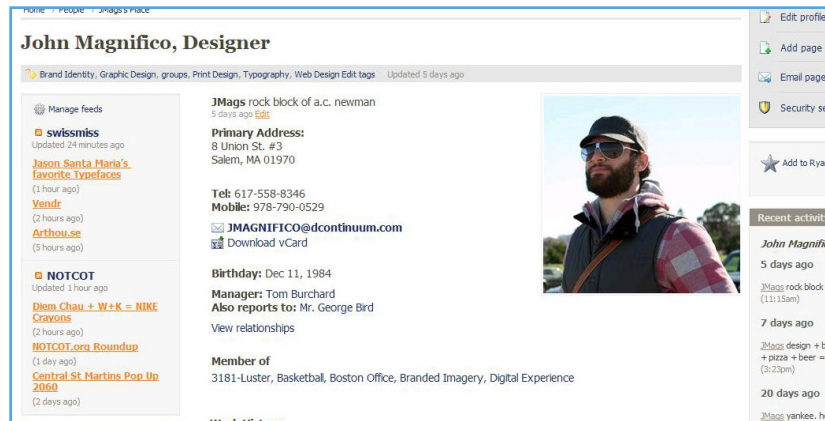 Home > People > JMags's Place
John Magnifico, Designer
Brand Identity, Graphic Design, groups, Print Design, Typography, Web Design Edit tags Updated 5 days ago
Manage feeds
swissmiss
Updated 24 minutes ago
Jason Santa Maria's
favorite Typefaces
(1 hour ago)
Vendr
(2 hours ago)
Arthou.se
(5 hours ago)
NOTCOT
Updated 1 hour ago
Diem Chau + W+K = NIKE
Crayons
(2 hours ago)
NOTCOT.org Roundup
(1 day ago)
Central St Martins Pop Up
2060
(2 days ago)
JMags rock block of a.c. newman
5 days ago Edit
Primary Address:
8 Union St. #3
Salem, MA 01970
Tel: 617-558-8346
Mobile: 978-790-0529
JMAGNIFICO@dcontinuum.com
Download vCard
Birthday: Dec 11, 1984
Manager: Tom Burchard
Also reports to: Mr. George Bird
View relationships
Member of
3181-Luster, Basketball, Boston Office, Branded Imagery, Digital Experience
Edit profile
Add page
Email page
Security
Add to
Recent
John
5 days ago
JMags rock block
(11:15am)
7 days ago
JMags design +
+ pizza + beer =
(3:23pm)
20 days ago
JMags yankee.